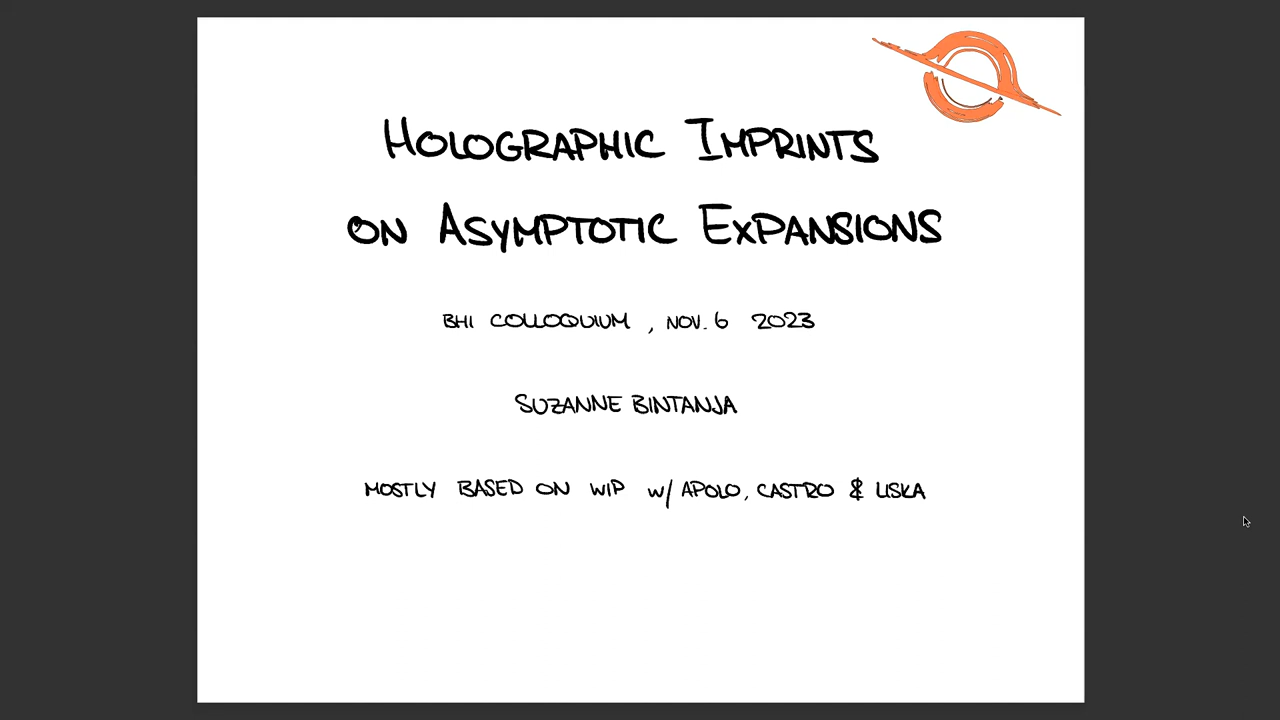 HOLOGRAPHIC IMPRINTS
ON ASYMPTOTIC EXPANSIONS
BHI COLLOQUIUM, NOV. 6 2023
SUZANNE BINTANJA
MOSTLY BASED ON WIP W/ APOLO, CASTRO & LISKA